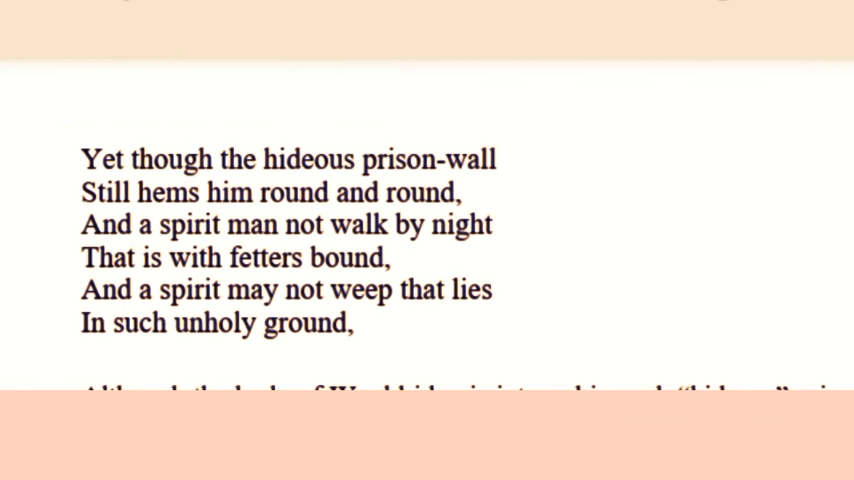 Yet though the hideous prison-wall
Still hems him round and round,
And a spirit man not walk by night
That is with fetters bound,
And a spirit may not weep that lies
In such unholy ground,